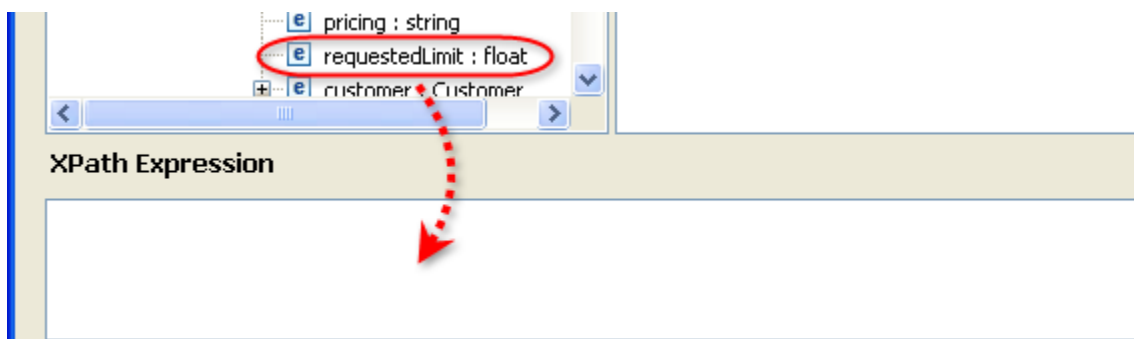 pricing : string
requestedLimit : float
customer : Customer
XPath Expression